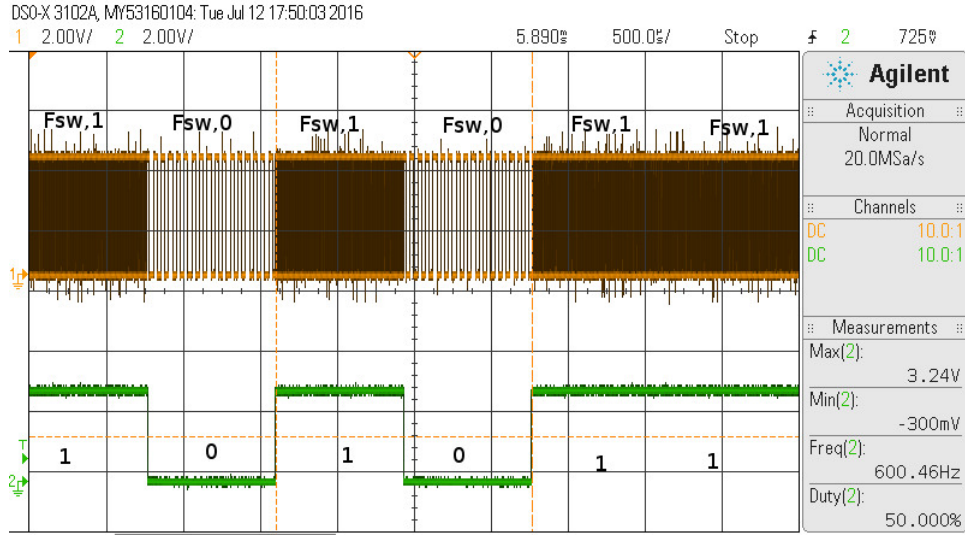 DSO-X 3102A, MY53160104: Tue Jul 12 17:50:03 2016
1 2.00V/ 2 2.00V/ 5.890s 500.0s/ Stop 2 725V
Agilent
Acquisition
Normal
20.0MSa/s
Channels
DC 10.0:1
DC 10.0:1
Measurements
Max(2):
3.24V
Min(2):
-300mV
Freq(2):
600.46Hz
Duty(2):
50.000%
Fsw,1 Fsw,0 Fsw,1 Fsw,0 Fsw,1 Fsw,1
1
T
1 0 1 0 1 1
2